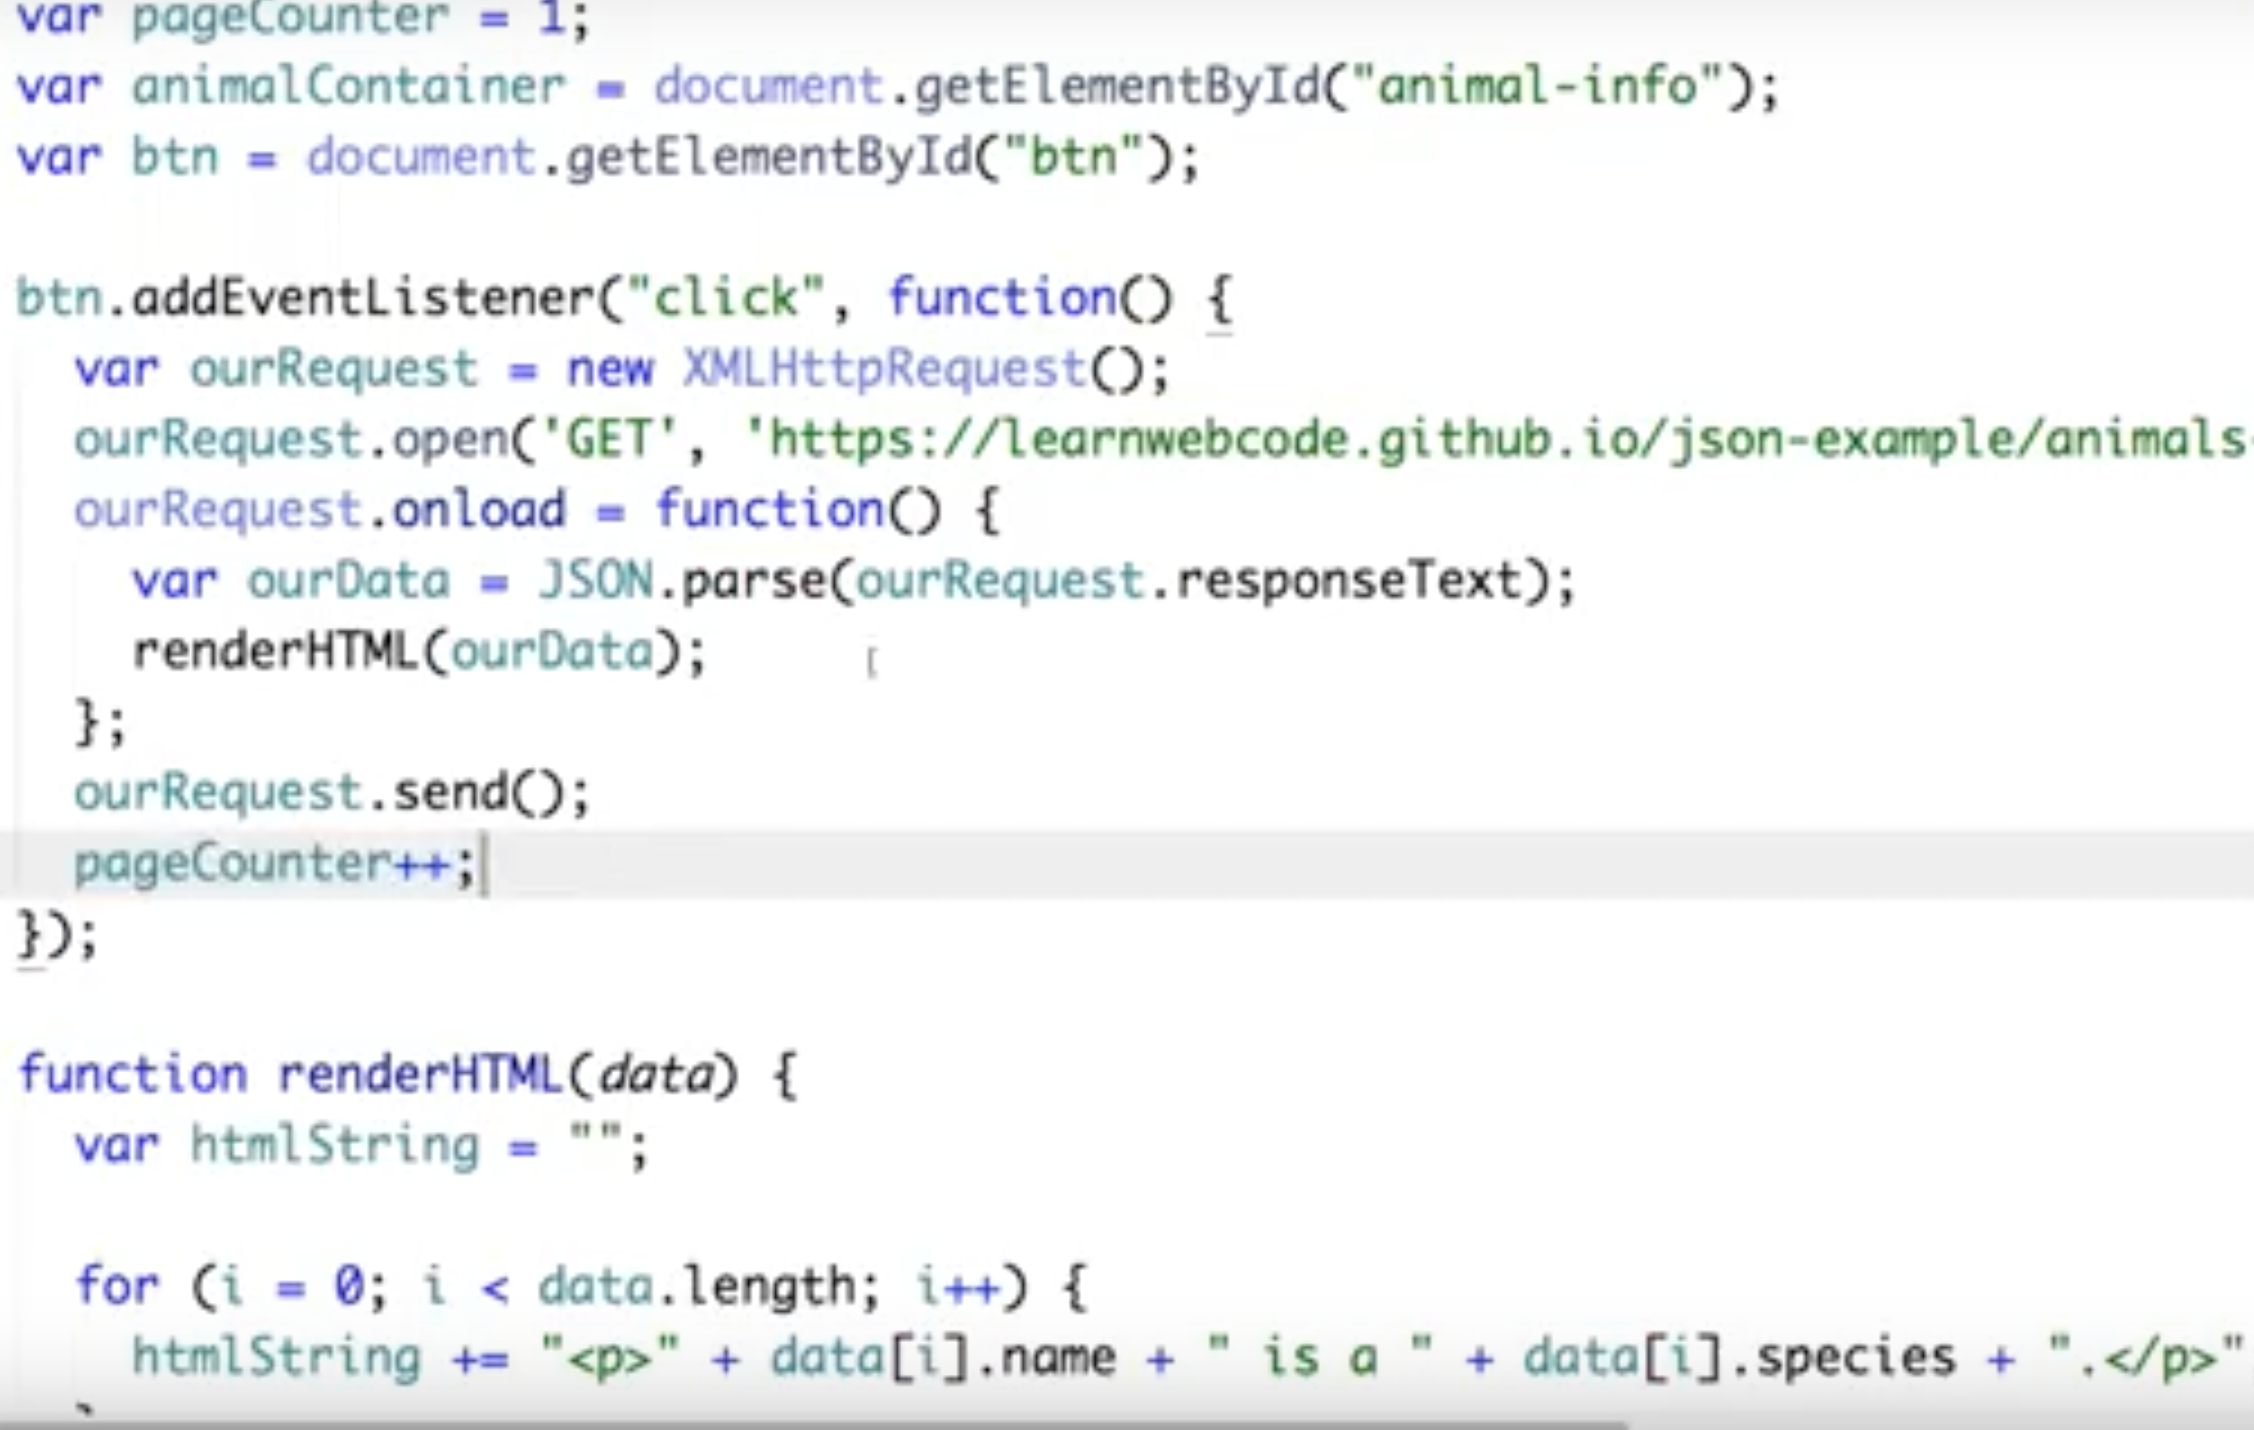 var pageCounter = 1;
var animalContainer = document.getElementById("animal-info");
var btn = document.getElementById("btn");
btn.addEventListener("click", function() {
var ourRequest = new XMLHttpRequest();
ourRequest.open('GET', 'https://learnwebcode.github.io/json-example/animals-
ourRequest.onload = function() {
var ourData = JSON.parse(ourRequest.responseText);
renderHTML(ourData);
};
ourRequest.send();
pageCounter++;
});
function renderHTML(data) {
var htmlString = "";
for (i = 0; i < data.length; i++) {
htmlString += "<p>" + data[i].name + " is a " + data[i].species + ".</p>"